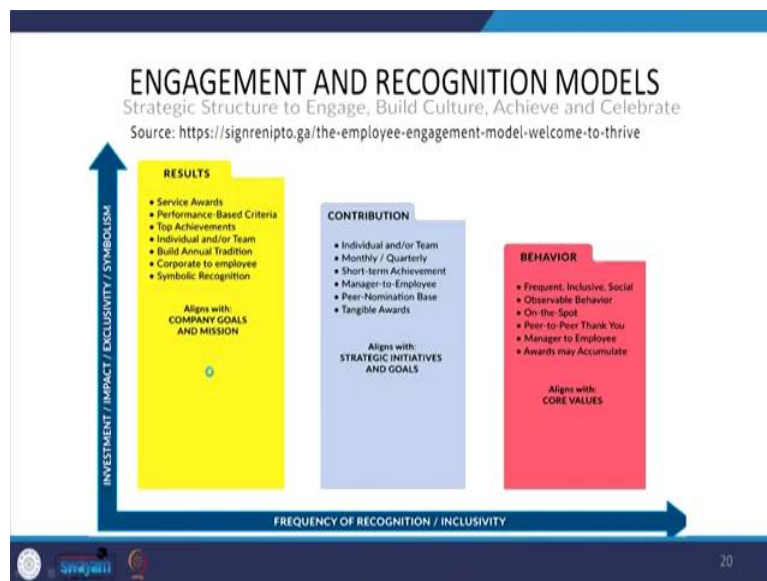 ENGAGEMENT AND RECOGNITION MODELS
Strategic Structure to Engage, Build Culture, Achieve and Celebrate
Source: https://signrenipto.ga/the-employee-engagement-model-welcome-to-thrive
INVESTMENT / IMPACT / EXCLUSIVITY / SYMBOLISM
RESULTS
• Service Awards
• Performance-Based Criteria
• Top Achievements
• Individual and/or Team
• Build Annual Tradition
• Corporate to employee
• Symbolic Recognition
Aligns with:
COMPANY GOALS
AND MISSION
CONTRIBUTION
• Individual and/or Team
• Monthly / Quarterly
• Short-term Achievement
• Manager-to-Employee
• Peer-Nomination Base
• Tangible Awards
Aligns with:
STRATEGIC INITIATIVES
AND GOALS
BEHAVIOR
• Frequent, Inclusive, Social
• Observable Behavior
• On-the-Spot
• Peer-to-Peer Thank You
• Manager to Employee
• Awards may Accumulate
Aligns with:
CORE VALUES
FREQUENCY OF RECOGNITION / INCLUSIVITY
swayam
20